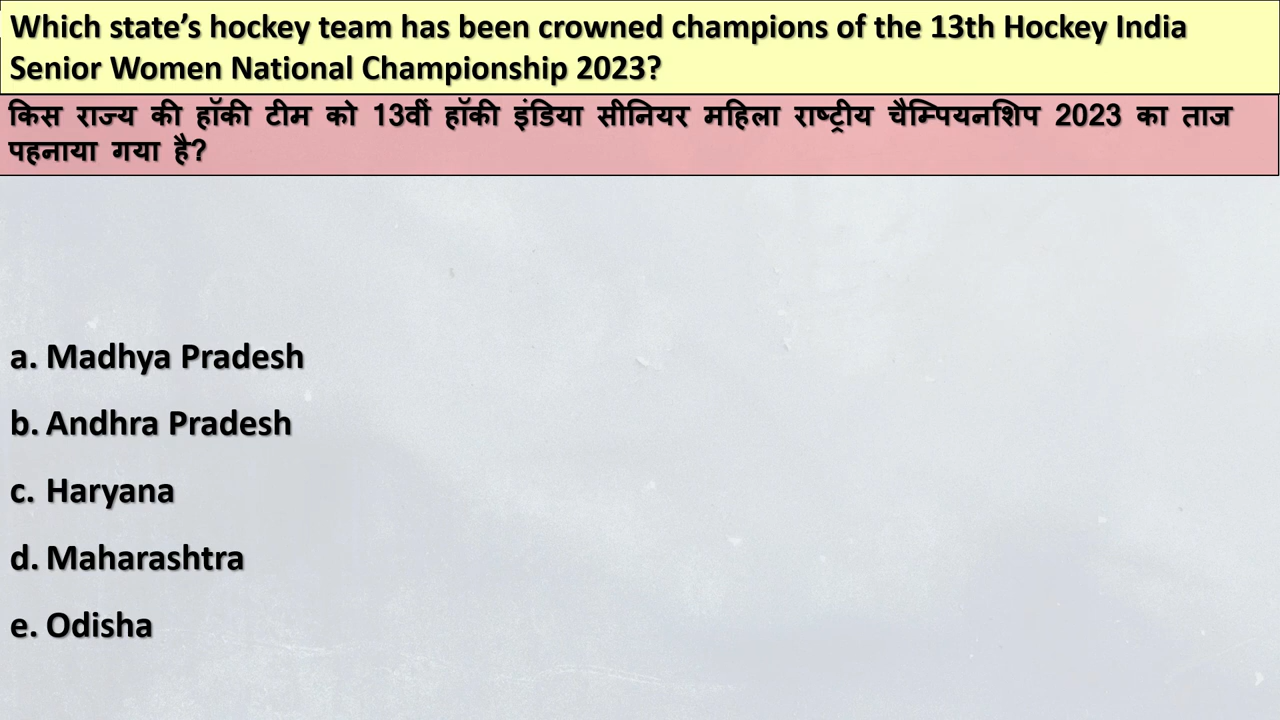 Which state’s hockey team has been crowned champions of the 13th Hockey India
Senior Women National Championship 2023?
किस राज्य की हॉकी टीम को 13वीं हॉकी इंडिया सीनियर महिला राष्ट्रीय चैम्पियनशिप 2023 का ताज
पहनाया गया है?
a. Madhya Pradesh
b. Andhra Pradesh
c. Haryana
d. Maharashtra
e. Odisha